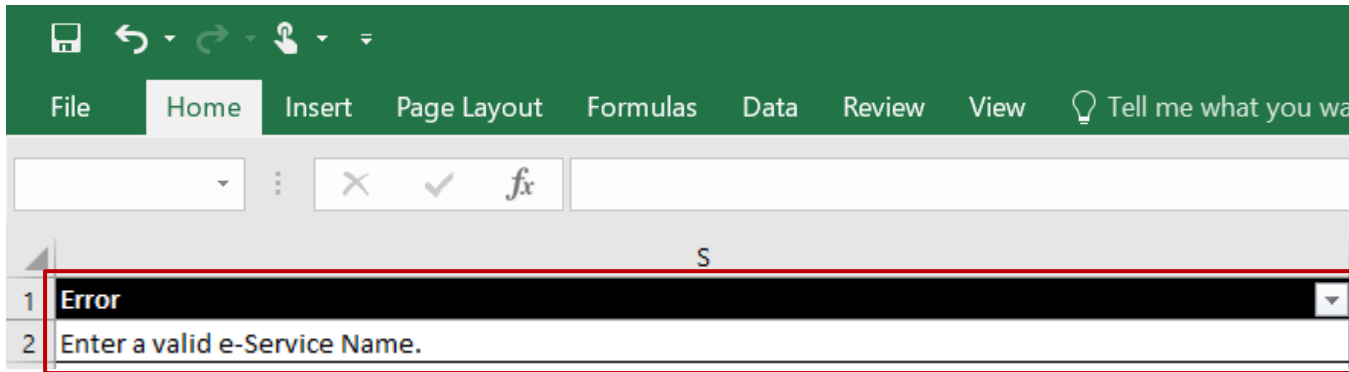 File Home Insert Page Layout Formulas Data Review View Tell me what you wa
fx
S
1 Error
2 Enter a valid e-Service Name.